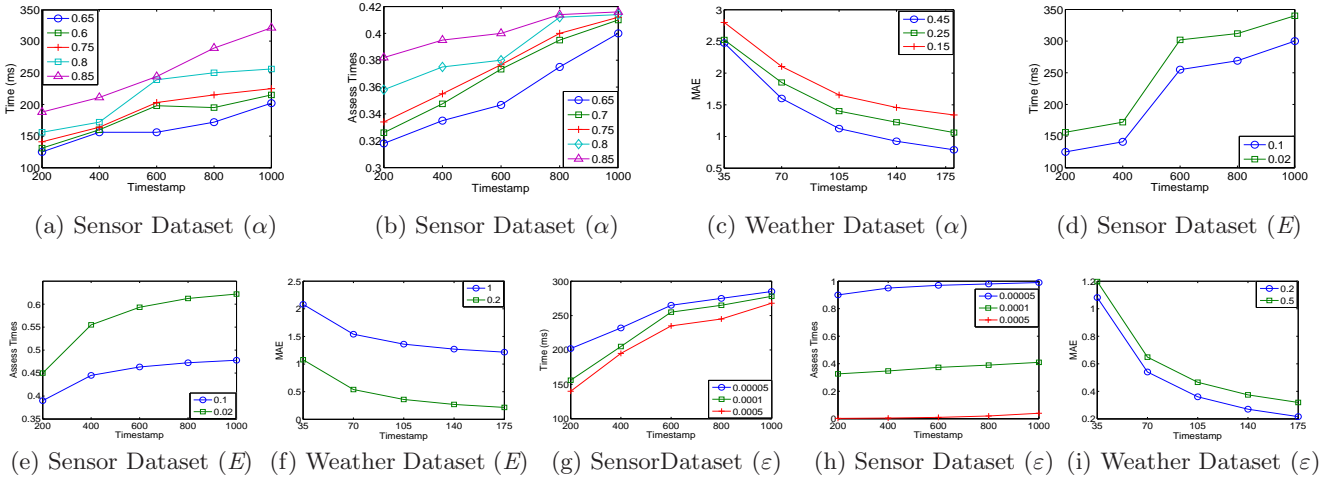 350
300
250
200
150
100
Time (ms)
0.65
0.6
0.75
0.8
0.85
200 400 600 800 1000
Timestamp
(a) Sensor Dataset (α)
0.42
0.4
0.38
0.36
0.34
0.32
0.3
Assess Times
0.65
0.7
0.75
0.8
0.85
200 400 600 800 1000
Timestamp
(b) Sensor Dataset (α)
3
2.5
2
1.5
1
0.5
MAE
0.45
0.25
0.15
35 70 105 140 175
Timestamp
(c) Weather Dataset (α)
350
300
250
200
150
100
Time (ms)
0.1
0.02
200 400 600 800 1000
Timestamp
(d) Sensor Dataset (E)
0.6
0.55
0.5
0.45
0.4
0.35
Assess Times
0.1
0.02
200 400 600 800 1000
Timestamp
(e) Sensor Dataset (E)
2.5
2.0
1.5
1.0
0.5
0
MAE
1
0.2
35 70 105 140 175
Timestamp
(f) Weather Dataset (E)
300
250
200
150
100
Time (ms)
0.00005
0.0001
0.0005
200 400 600 800 1000
Timestamp
(g) SensorDataset (ε)
1
0.8
0.6
0.4
0.2
0
Assess Times
0.00005
0.0001
0.0005
200 400 600 800 1000
Timestamp
(h) Sensor Dataset (ε)
1.2
1
0.8
0.6
0.4
0.2
MAE
0.2
0.5
35 70 105 140 175
Timestamp
(i) Weather Dataset (ε)